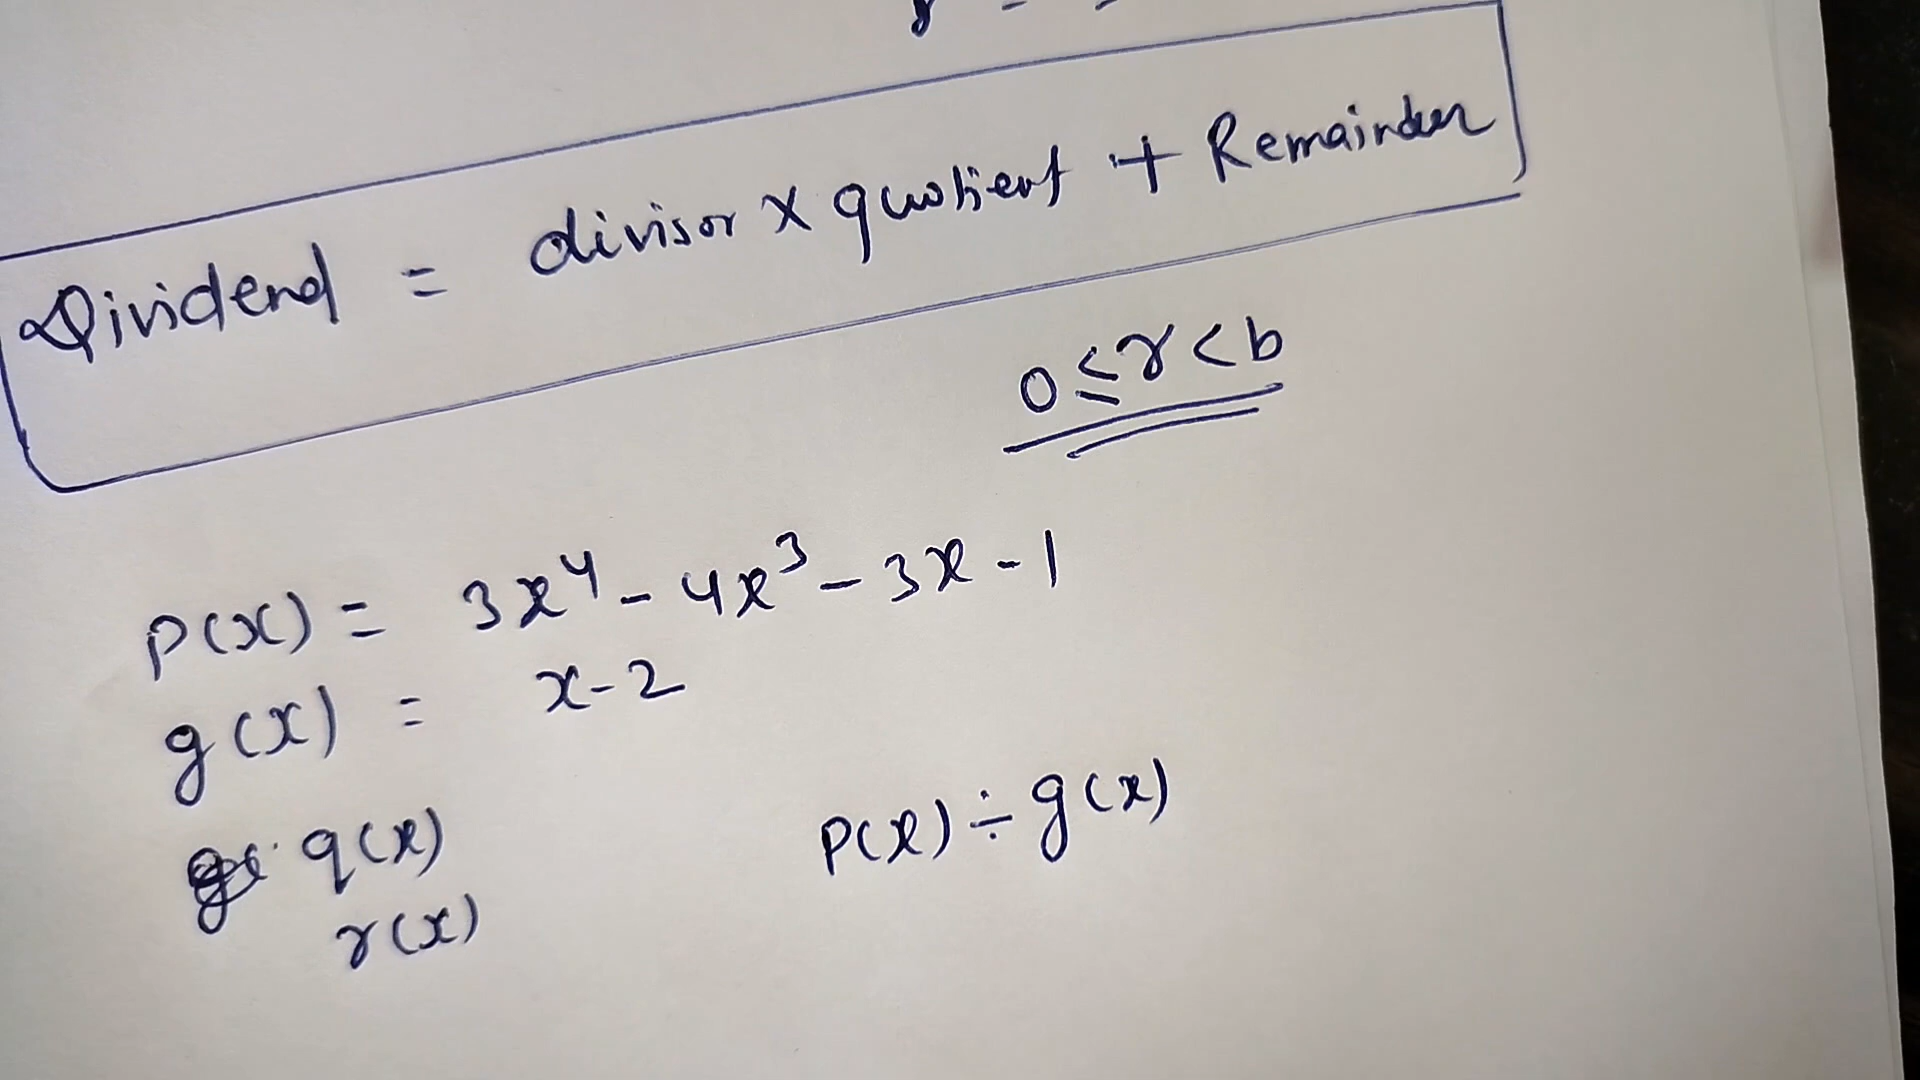 Dividend = divisor x quotient + Remainder
0 ≤ r < b
p(x) = 3x⁴ - 4x³ - 3x - 1
g(x) = x - 2
q(x) p(x) ÷ g(x)
r(x)